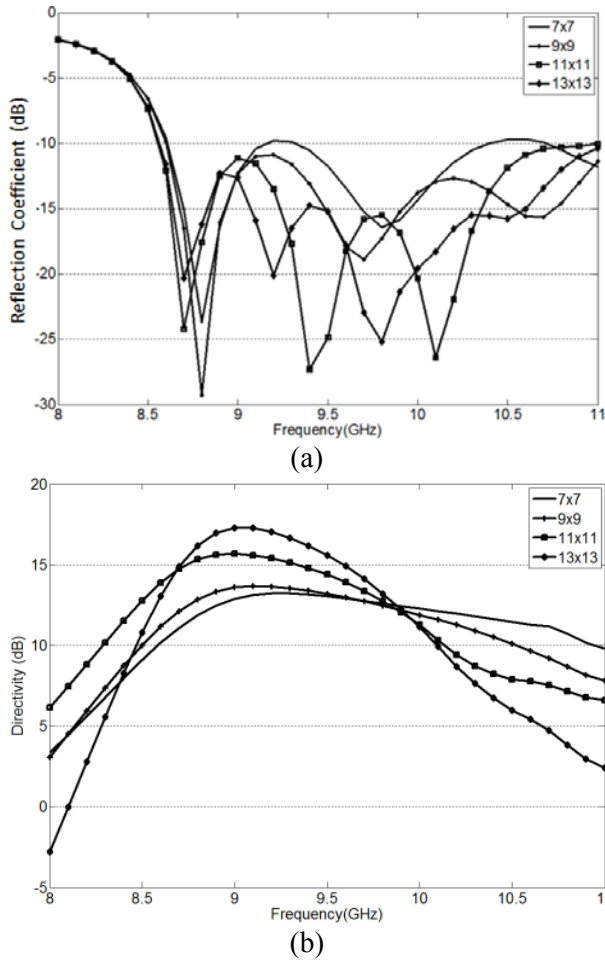 0
-5
-10
-15
-20
-25
-30
Reflection Coefficient (dB)
7x7
9x9
11x11
13x13
8 8.5 9 9.5 10 10.5 11
Frequency(GHz)
(a)
20
15
10
5
0
-5
Directivity (dB)
7x7
9x9
11x11
13x13
8 8.5 9 9.5 10 10.5 1
Frequency(GHz)
(b)